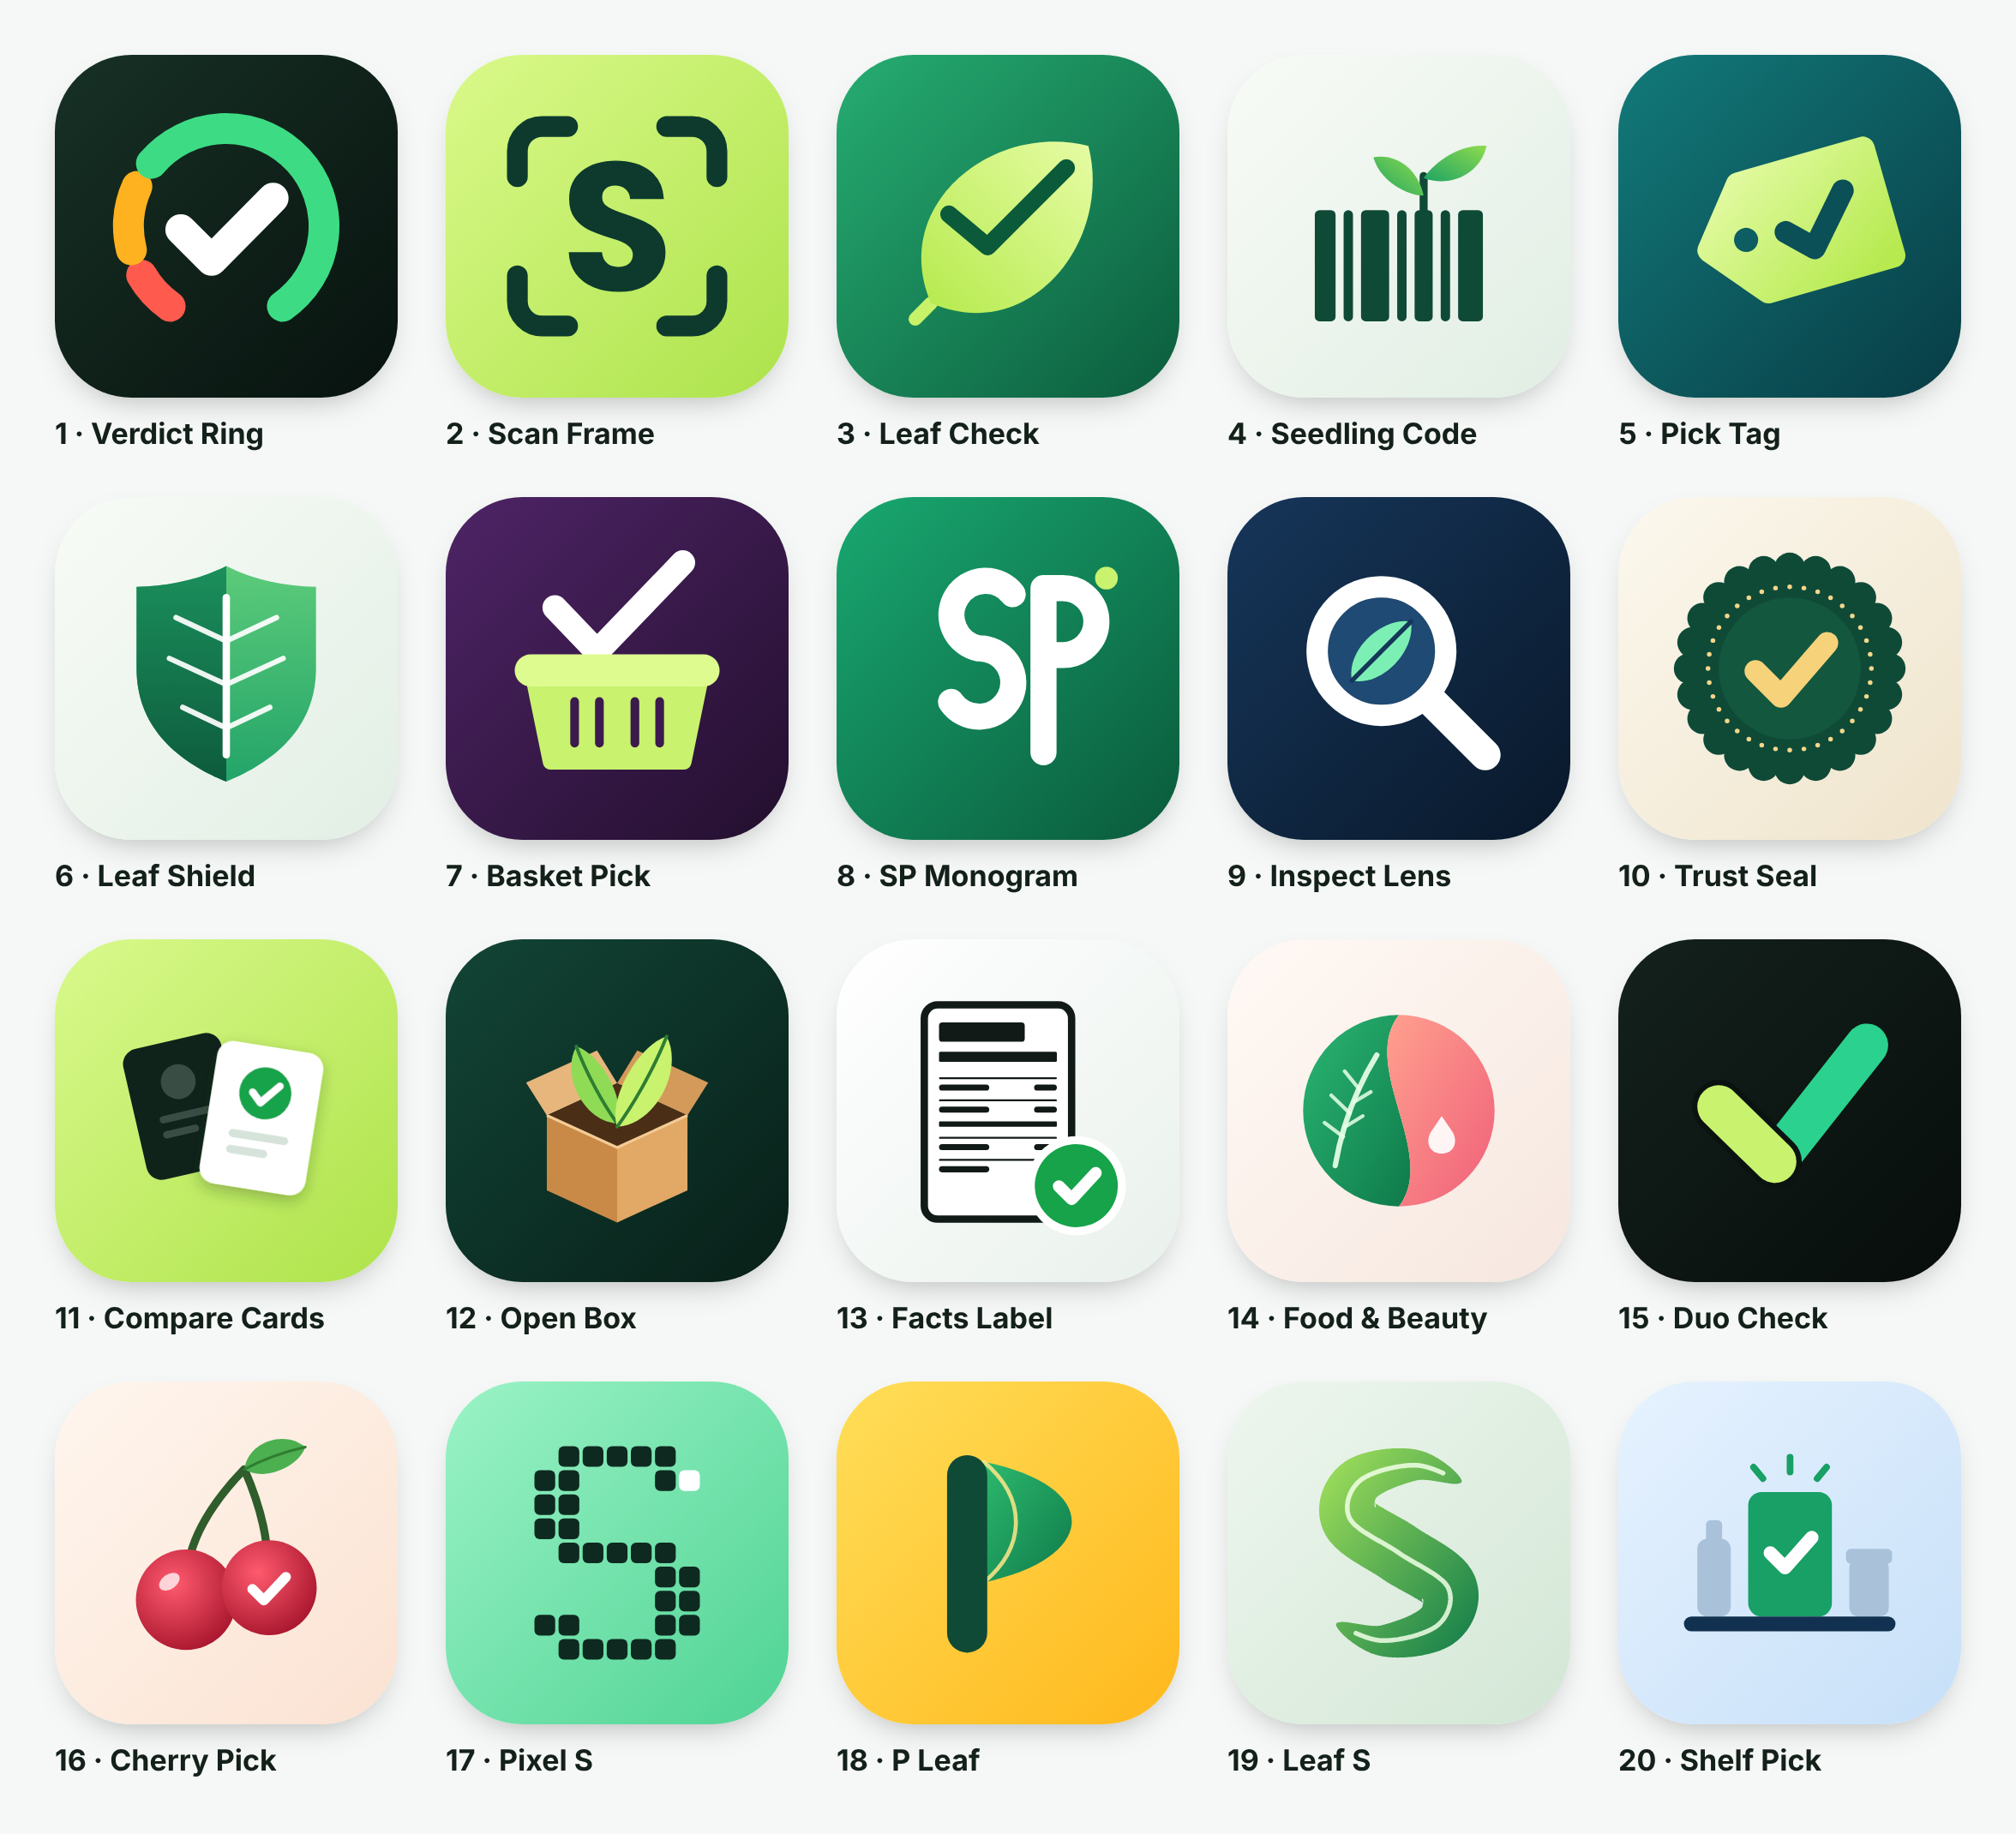 S
1 · Verdict Ring
2 · Scan Frame
3 · Leaf Check
4 · Seedling Code
5 · Pick Tag
SP
6 · Leaf Shield
7 · Basket Pick
8 · SP Monogram
9 · Inspect Lens
10 · Trust Seal
11 · Compare Cards
12 · Open Box
13 · Facts Label
14 · Food & Beauty
15 · Duo Check
S
P
S
16 · Cherry Pick
17 · Pixel S
18 · P Leaf
19 · Leaf S
20 · Shelf Pick